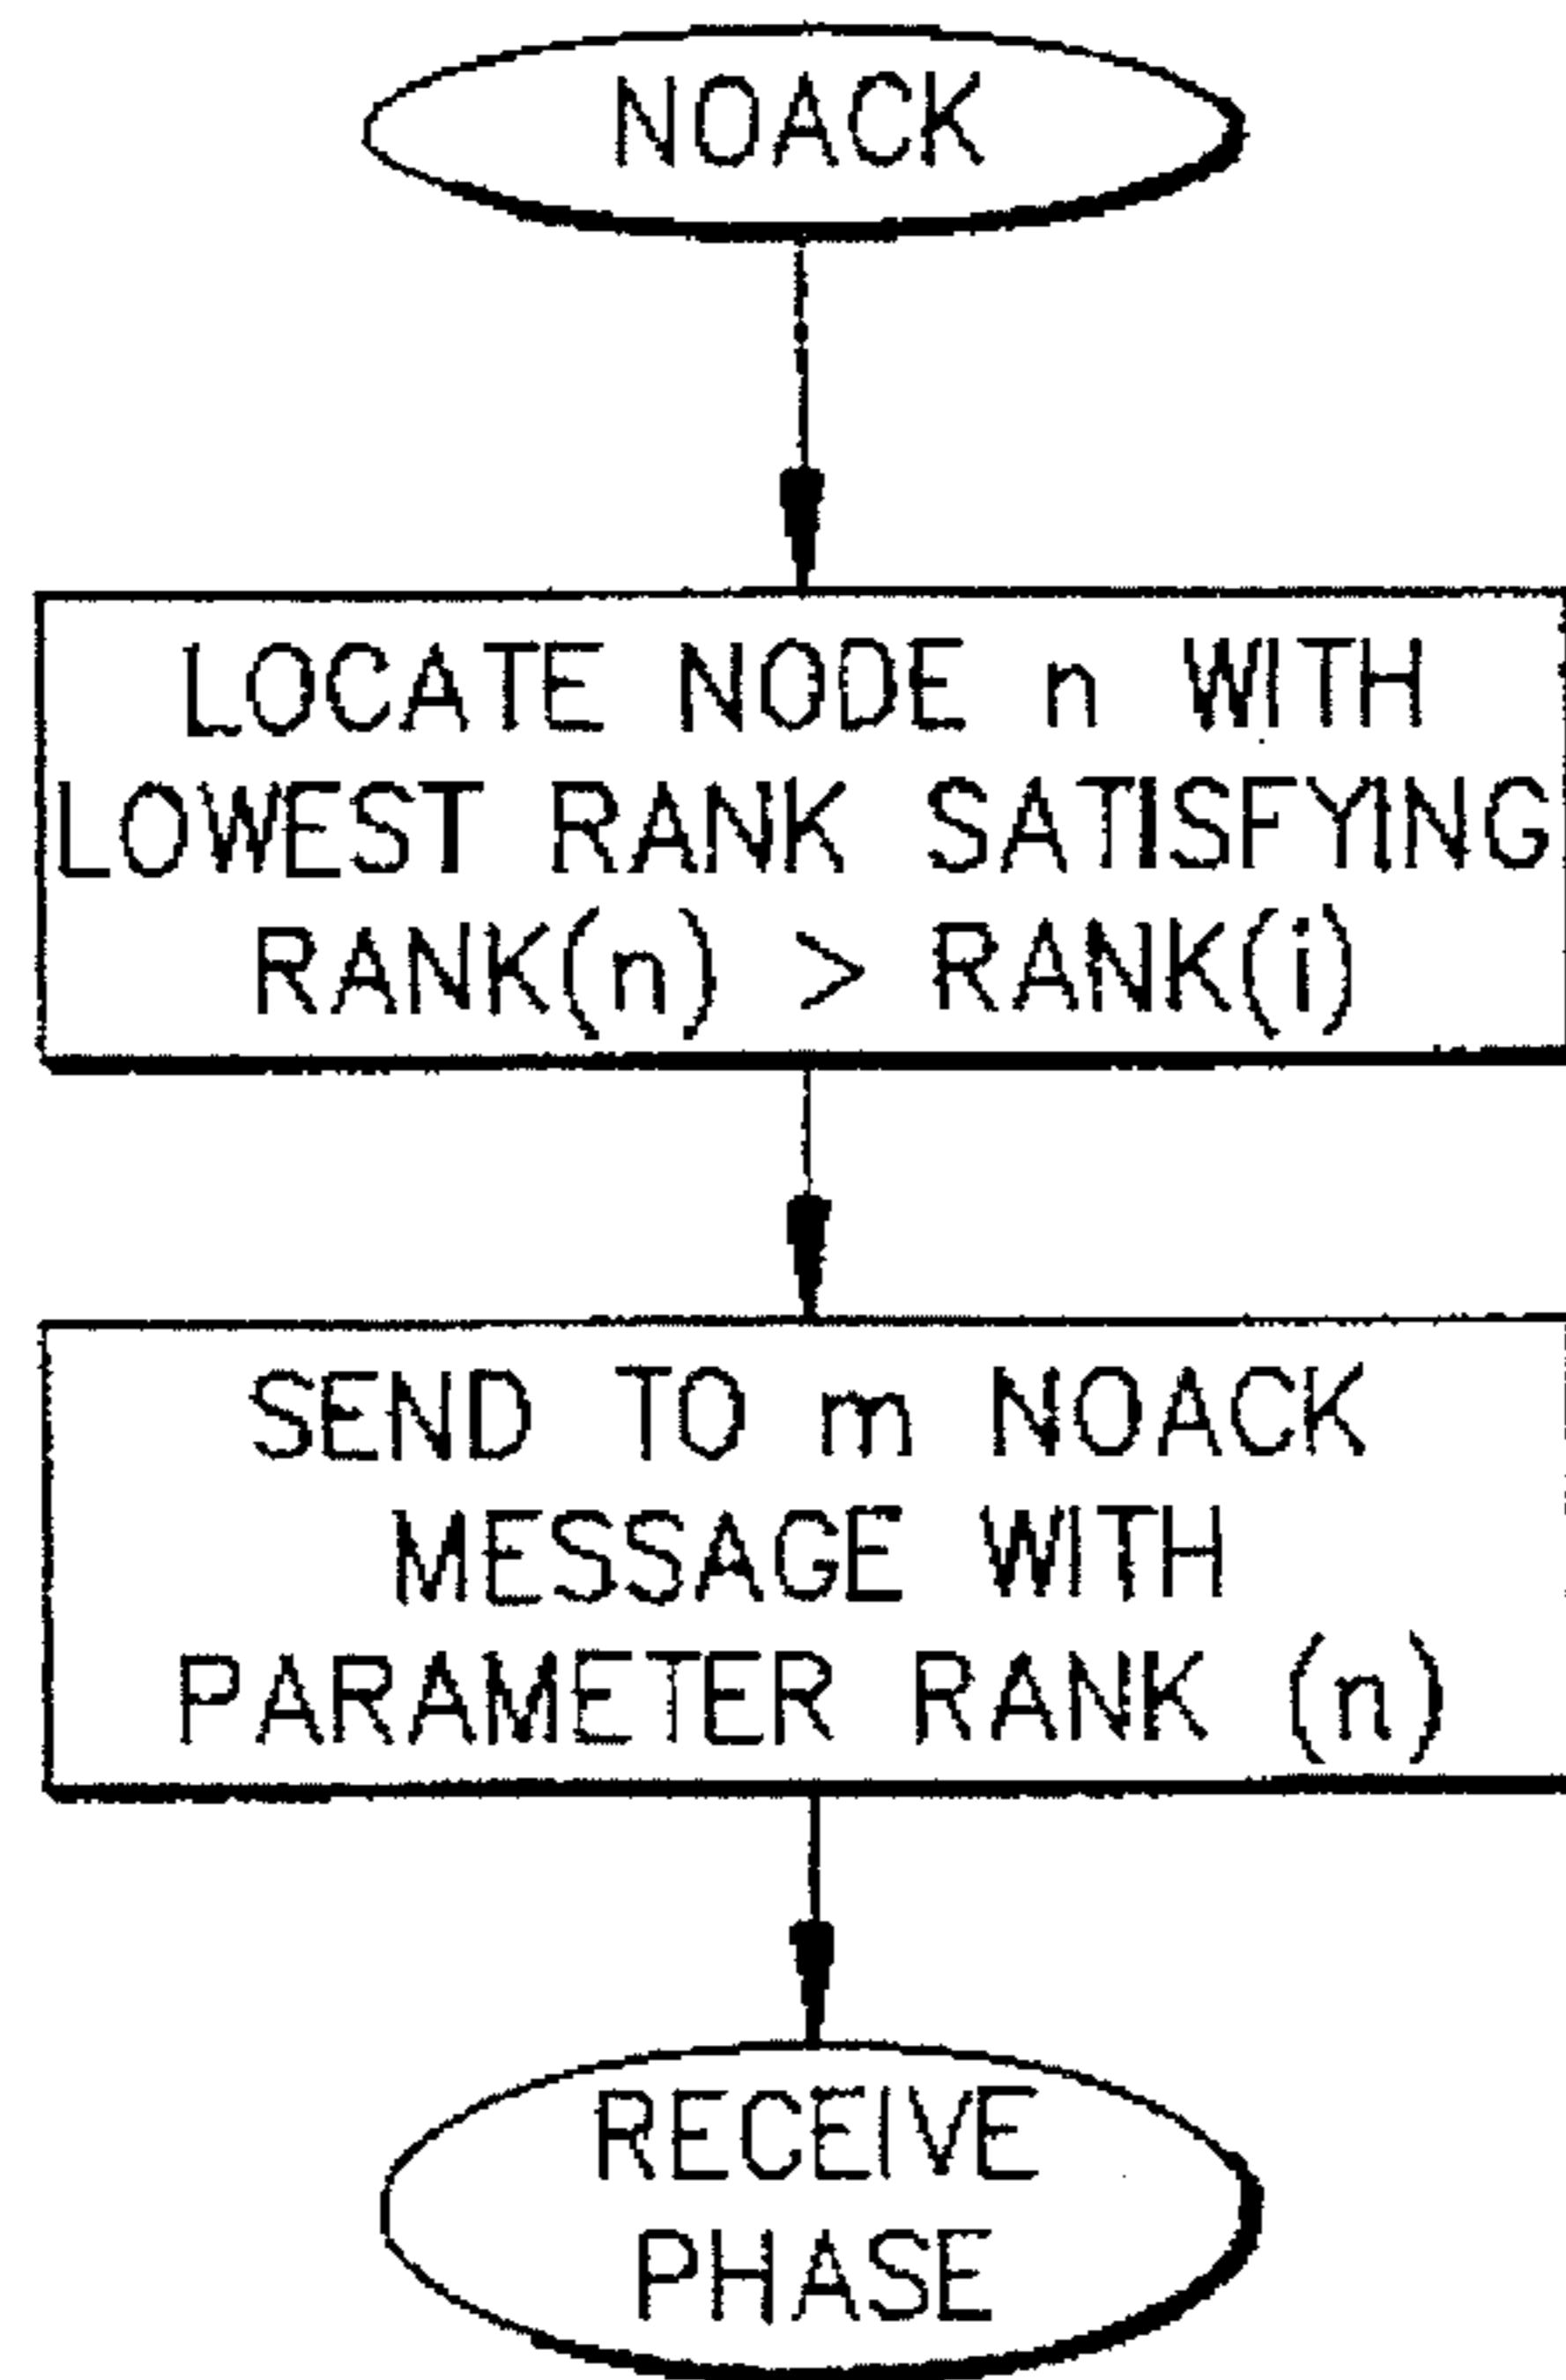 NOACK
LOCATE NODE n WITH
LOWEST RANK SATISFYING
RANK(n) > RANK(i)
SEND TO m NOACK
MESSAGE WITH
PARAMETER RANK (n)
RECEIVE
PHASE